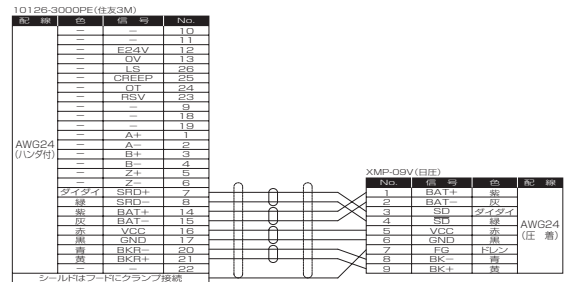 10126-3000PE(住友3M)
配 線 色 信 号 No.
AWG24
(ハンダ付)
− − 10
− − 11
− E24V 12
− 0V 13
− LS 26
− CREEP 25
− OT 24
− RSV 23
− − 9
− − 18
− − 19
− A+ 1
− A− 2
− B+ 3
− B− 4
− Z+ 5
− Z− 6
ダイダイ SRD+ 7
緑 SRD− 8
紫 BAT+ 14
灰 BAT− 15
赤 VCC 16
黒 GND 17
青 BKR− 20
黄 BKR+ 21
− − 22
シールドはフードにクランプ接続
XMP-09V(日圧)
No. 信 号 色 配 線
1 BAT+ 紫
2 BAT− 灰
3 SD ダイダイ
4 S̅D̅ 緑
5 VCC 赤
6 GND 黒
7 FG ドレン
8 BK− 青
9 BK+ 黄
AWG24
(圧 着)